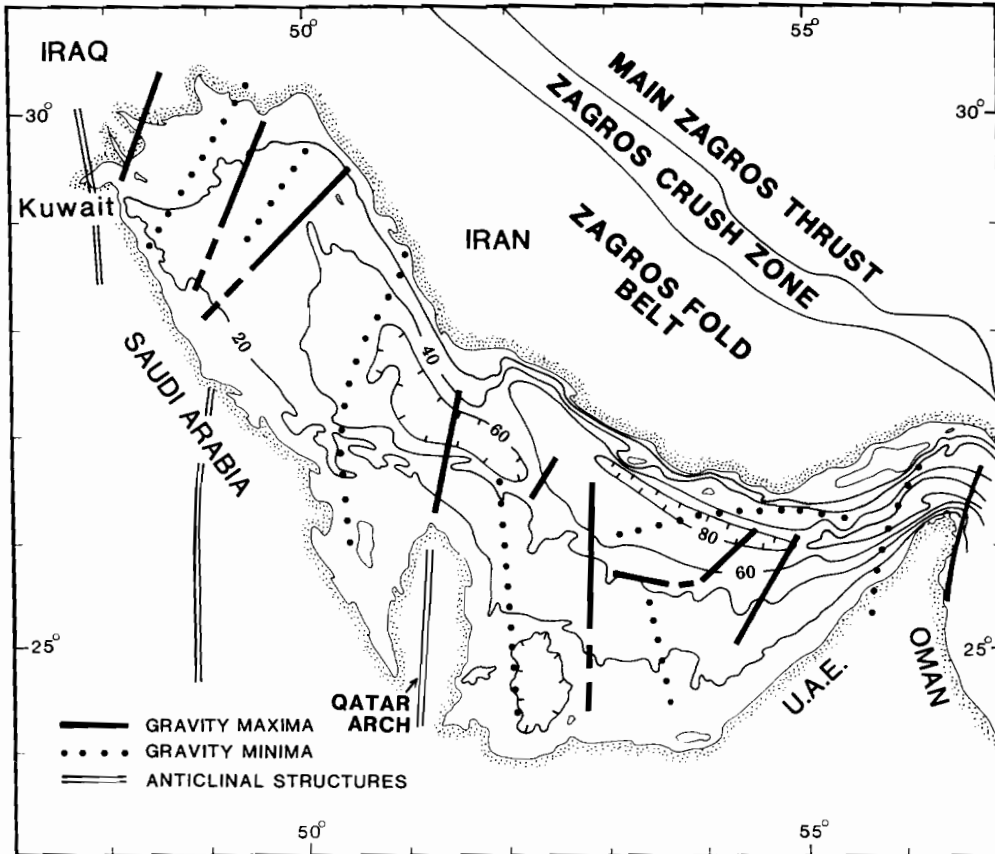 50°
55°
IRAQ
MAIN ZAGROS THRUST
ZAGROS CRUSH ZONE
30°
30°
Kuwait
IRAN
ZAGROS FOLD
BELT
20
40
SAUDI ARABIA
60
80
60
25°
25°
OMAN
U.A.E.
QATAR
ARCH
GRAVITY MAXIMA
GRAVITY MINIMA
ANTICLINAL STRUCTURES
50°
55°